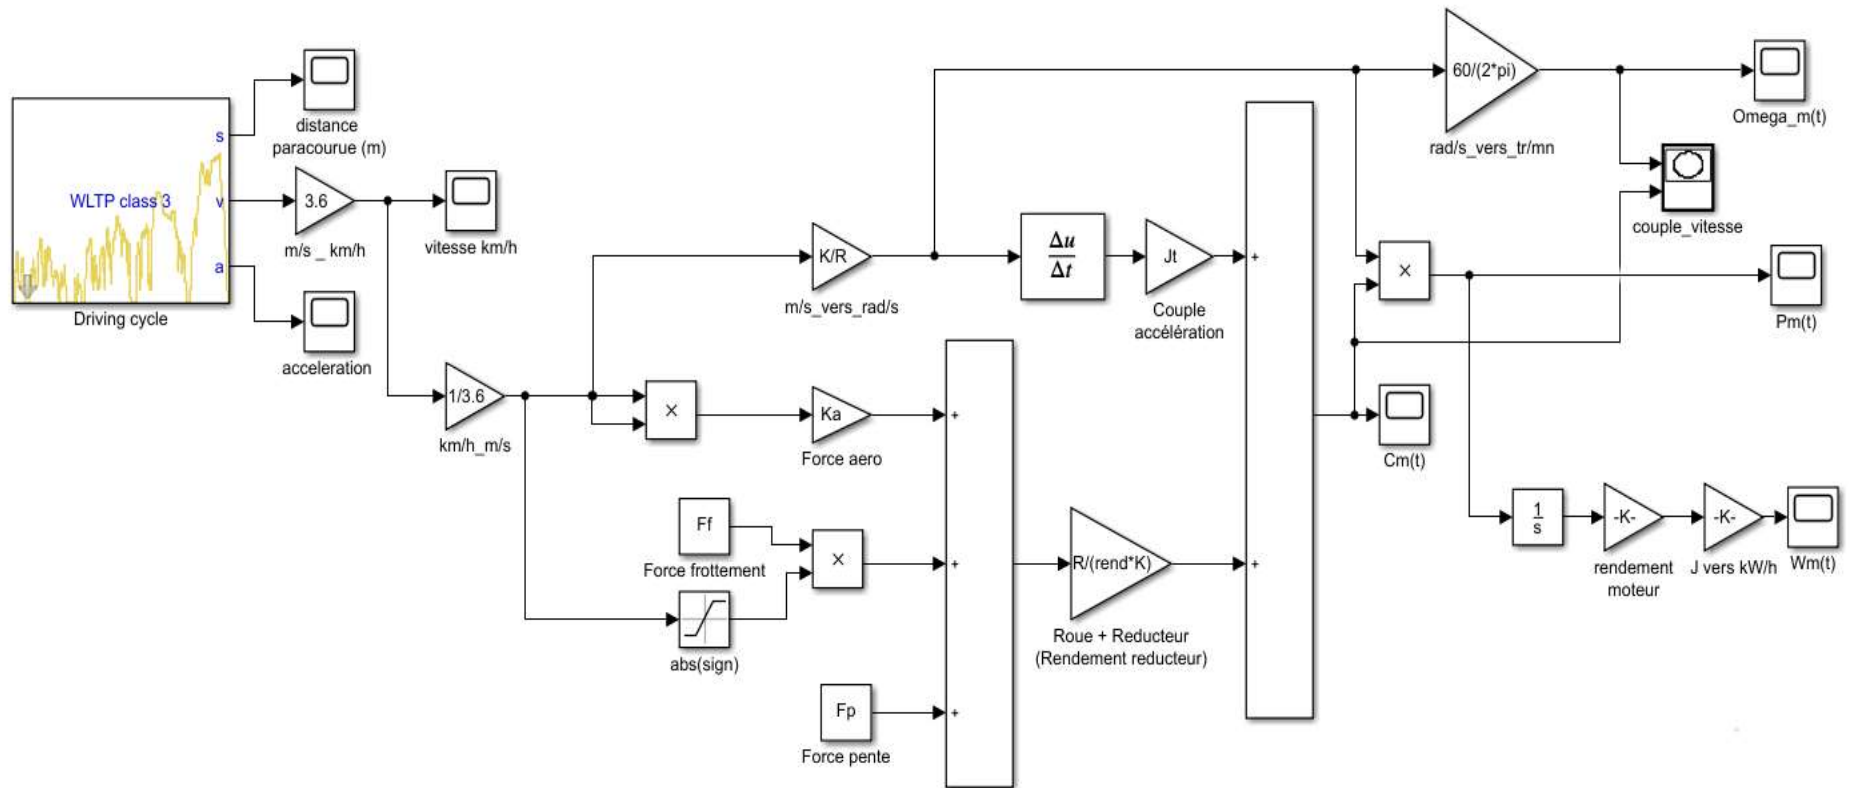 s
distance
paracourue (m)
WLTP class 3
v
3.6
m/s _ km/h
vitesse km/h
a
Driving cycle
acceleration
1/3.6
km/h_m/s
K/R
m/s_vers_rad/s
Δu
Δt
Jt
Couple
accélération
+
+
60/(2*pi)
rad/s_vers_tr/mn
Omega_m(t)
couple_vitesse
×
Pm(t)
Cm(t)
×
Ka
Force aero
+
+
+
Ff
Force frottement
×
abs(sign)
Fp
Force pente
R/(rend*K)
Roue + Reducteur
(Rendement reducteur)
1
s
-K-
rendement
moteur
-K-
J vers kW/h
Wm(t)